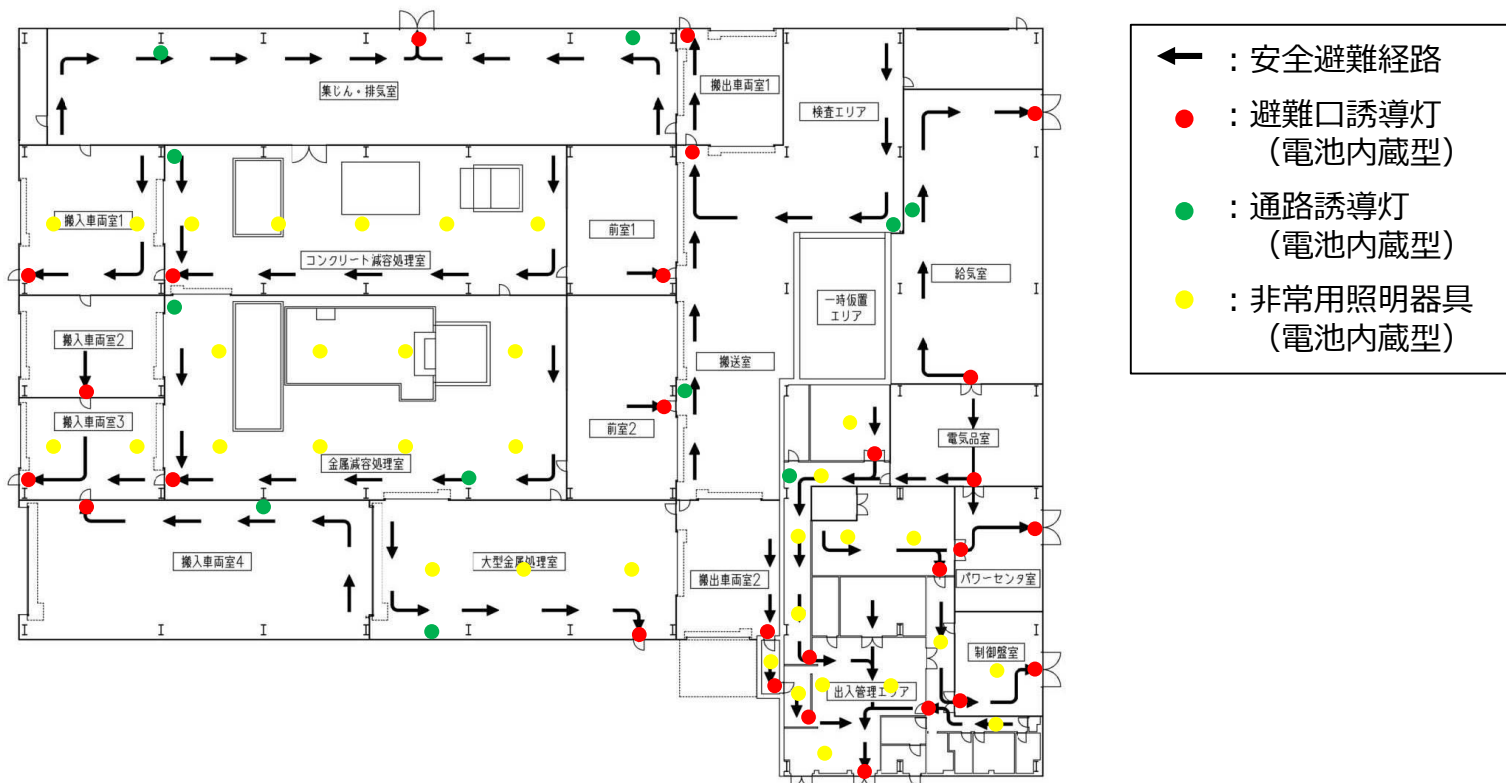 集じん・排気室
搬出車両室1
検査エリア
搬入車両室1
コンクリート減容処理室
前室1
給気室
一時仮置
エリア
搬入車両室2
搬送室
搬入車両室3
前室2
電気品室
金属減容処理室
搬入車両室4
大型金属処理室
搬出車両室2
パワーセンタ室
制御盤室
出入管理エリア
：安全避難経路
：避難口誘導灯
（電池内蔵型）
：通路誘導灯
（電池内蔵型）
：非常用照明器具
（電池内蔵型）